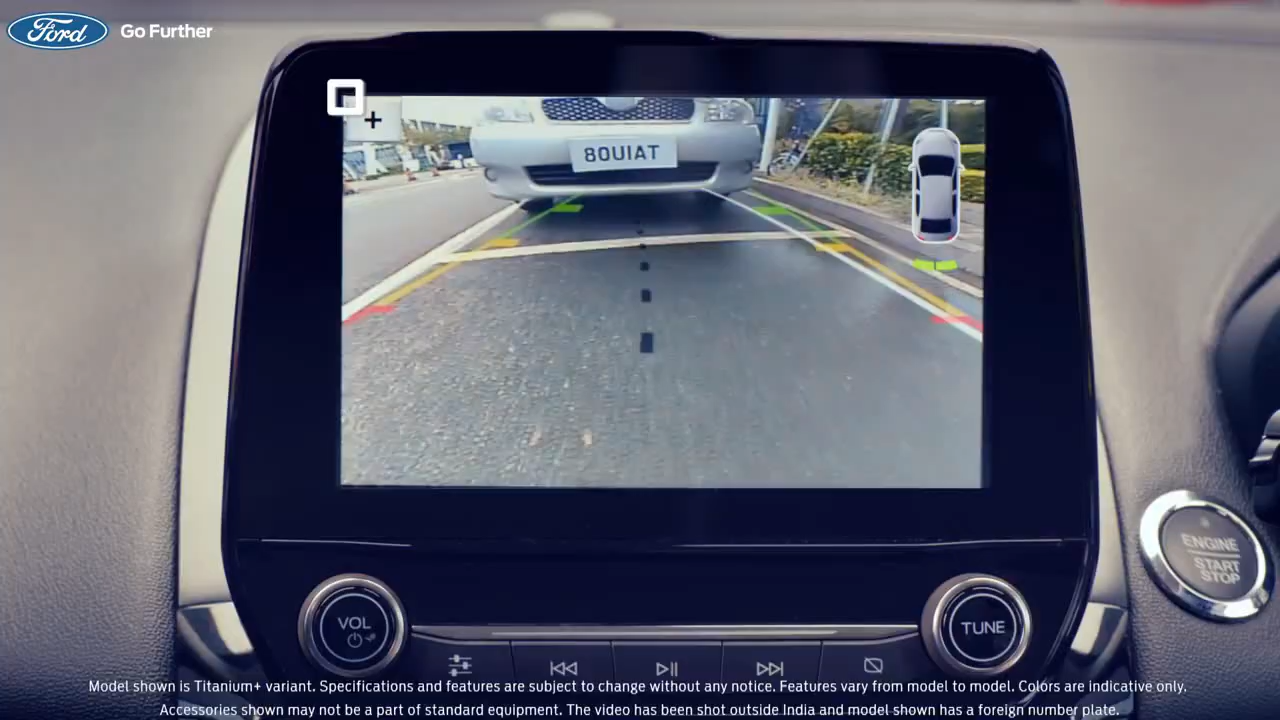 Ford Go Further
80U1AT
VOL
TUNE
ENGINE
START
STOP
Model shown is Titanium+ variant. Specifications and features are subject to change without any notice. Features vary from model to model. Colors are indicative only.
Accessories shown may not be a part of standard equipment. The video has been shot outside India and model shown has a foreign number plate.